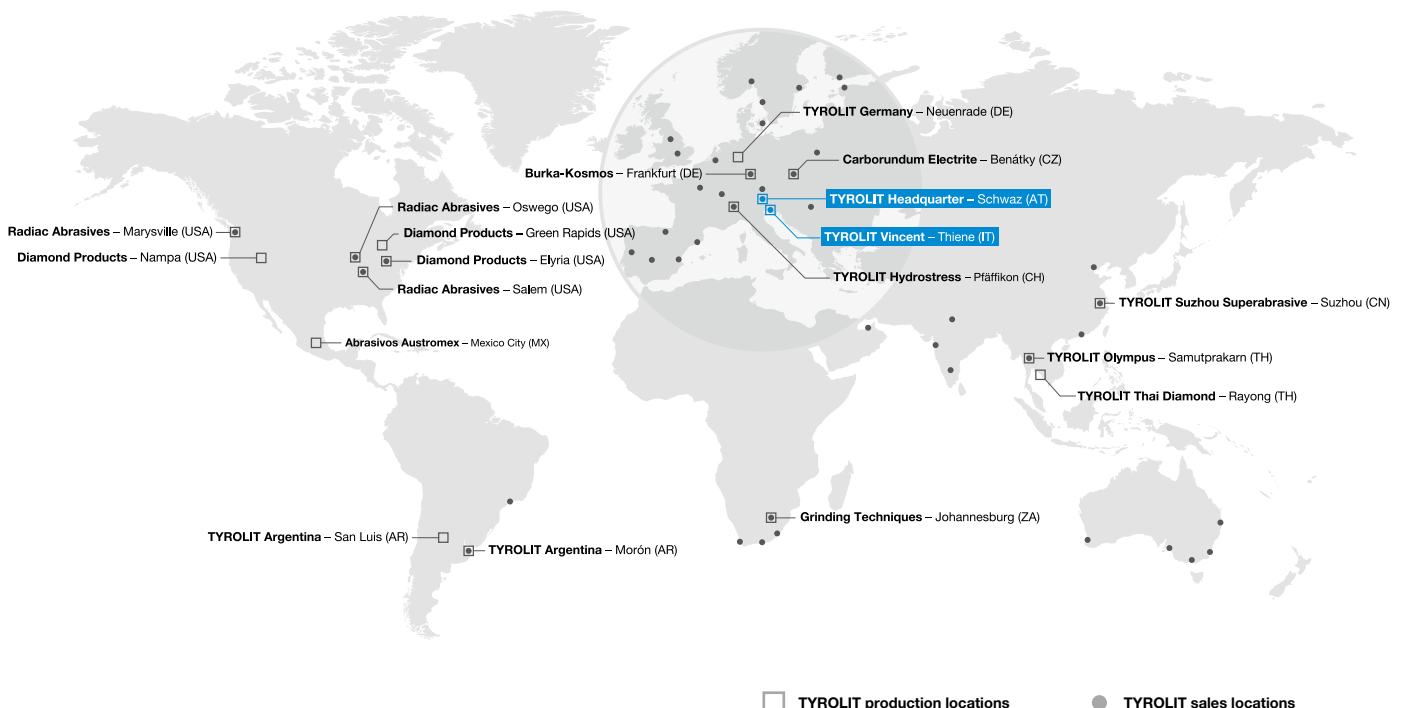 TYROLIT Germany – Neuenrade (DE)
Carborundum Electrite – Benátky (CZ)
Burka-Kosmos – Frankfurt (DE)
TYROLIT Headquarter – Schwaz (AT)
Radiac Abrasives – Oswego (USA)
Radiac Abrasives – Marysville (USA)
Diamond Products – Green Rapids (USA)
TYROLIT Vincent – Thiene (IT)
Diamond Products – Nampa (USA)
Diamond Products – Elyria (USA)
TYROLIT Hydrostress – Pfäffikon (CH)
Radiac Abrasives – Salem (USA)
TYROLIT Suzhou Superabrasive – Suzhou (CN)
Abrasivos Austromex – Mexico City (MX)
TYROLIT Olympus – Samutprakarn (TH)
TYROLIT Thai Diamond – Rayong (TH)
Grinding Techniques – Johannesburg (ZA)
TYROLIT Argentina – San Luis (AR)
TYROLIT Argentina – Morón (AR)
TYROLIT production locations
TYROLIT sales locations